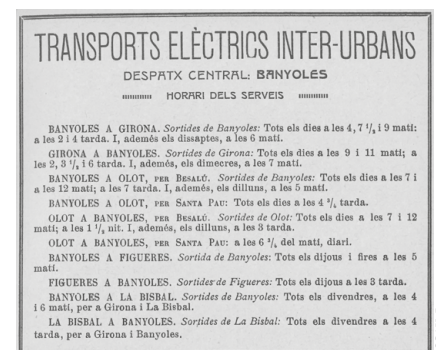 TRANSPORTS ELÈCTRICS INTER-URBANS
DESPATX CENTRAL: BANYOLES
HORARI DELS SERVEIS
BANYOLES A GIRONA. Sortides de Banyoles: Tots els dies a les 4, 7 1/2 i 9 matí:
a les 2 i 4 tarda. I, ademés els dissaptes, a les 6 matí.
GIRONA A BANYOLES. Sortides de Girona: Tots els dies a les 9 i 11 matí; a
les 2, 3 1/2 i 6 tarda. I, ademés, els dimecres, a les 7 matí.
BANYOLES A OLOT, PER BESALÚ. Sortides de Banyoles: Tots els dies a les 7 i
a les 12 matí; a les 7 tarda. I, ademés, els dilluns, a les 5 matí.
BANYOLES A OLOT, PER SANTA PAU: Tots els dies a les 4 3/4 tarda.
OLOT A BANYOLES, PER BESALÚ. Sortides de Olot: Tots els dies a les 7 i 12
matí; a les 1 1/2 nit. I, ademés, els dilluns, a les 3 tarda.
OLOT A BANYOLES, PER SANTA PAU: a les 6 3/4 del matí, diari.
BANYOLES A FIGUERES. Sortida de Banyoles: Tots els dijous i fires a les 5
matí.
FIGUERES A BANYOLES. Sortides de Figueres: Tots els dijous a les 3 tarda.
BANYOLES A LA BISBAL. Sortides de Banyoles: Tots els divendres, a les 4
i 6 matí, per a Girona i La Bisbal.
LA BISBAL A BANYOLES. Sortides de La Bisbal: Tots els divendres a les 4
tarda, per a Girona i Banyoles.